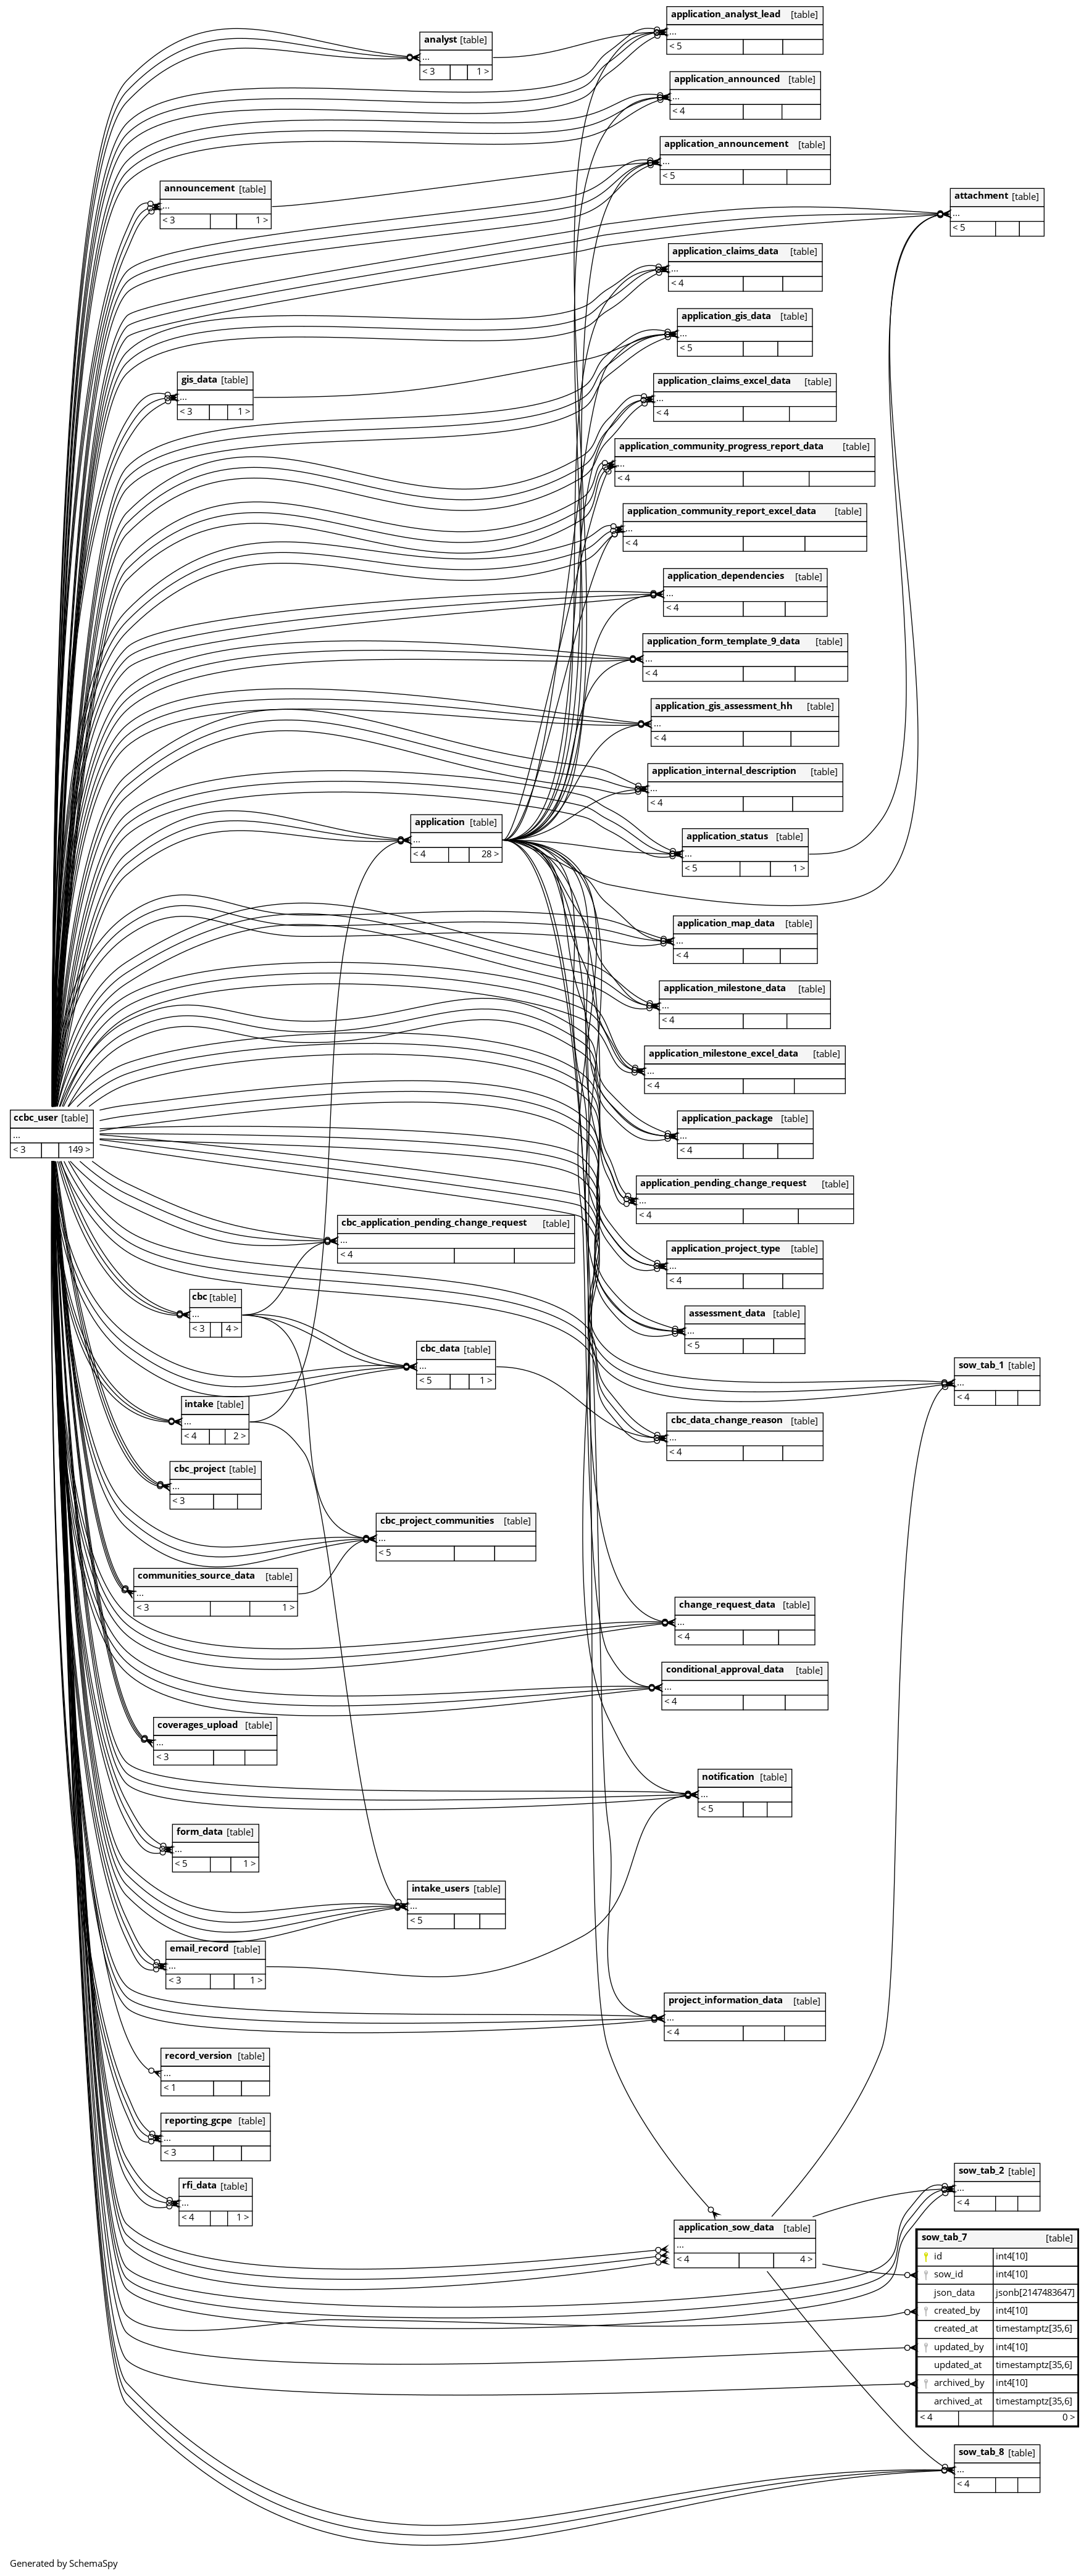 application_analyst_lead [table]
...
< 5
analyst [table]
...
< 3 1 >
application_announced [table]
...
< 4
application_announcement [table]
...
< 5
announcement [table]
...
< 3 1 >
attachment [table]
...
< 5
application_claims_data [table]
...
< 4
application_gis_data [table]
...
< 5
gis_data [table]
...
< 3 1 >
application_claims_excel_data [table]
...
< 4
application_community_progress_report_data [table]
...
< 4
application_community_report_excel_data [table]
...
< 4
application_dependencies [table]
...
< 4
application_form_template_9_data [table]
...
< 4
application_gis_assessment_hh [table]
...
< 4
application_internal_description [table]
...
< 4
application [table]
...
< 4 28 >
application_status [table]
...
< 5 1 >
application_map_data [table]
...
< 4
application_milestone_data [table]
...
< 4
application_milestone_excel_data [table]
...
< 4
ccbc_user [table]
...
< 3 149 >
application_package [table]
...
< 4
application_pending_change_request [table]
...
< 4
cbc_application_pending_change_request [table]
...
< 4
application_project_type [table]
...
< 4
cbc [table]
...
< 3 4 >
assessment_data [table]
...
< 5
cbc_data [table]
...
< 5 1 >
sow_tab_1 [table]
...
< 4
intake [table]
...
< 4 2 >
cbc_data_change_reason [table]
...
< 4
cbc_project [table]
...
< 3
cbc_project_communities [table]
...
< 5
communities_source_data [table]
...
< 3 1 >
change_request_data [table]
...
< 4
conditional_approval_data [table]
...
< 4
coverages_upload [table]
...
< 3
notification [table]
...
< 5
form_data [table]
...
< 5 1 >
intake_users [table]
...
< 5
email_record [table]
...
< 3 1 >
project_information_data [table]
...
< 4
record_version [table]
...
< 1
reporting_gcpe [table]
...
< 3
rfi_data [table]
...
< 4 1 >
sow_tab_2 [table]
...
< 4
application_sow_data [table]
...
< 4 4 >
sow_tab_7 [table]
id int4[10]
sow_id int4[10]
json_data jsonb[2147483647]
created_by int4[10]
created_at timestamptz[35,6]
updated_by int4[10]
updated_at timestamptz[35,6]
archived_by int4[10]
archived_at timestamptz[35,6]
< 4 0 >
sow_tab_8 [table]
...
< 4
Generated by SchemaSpy